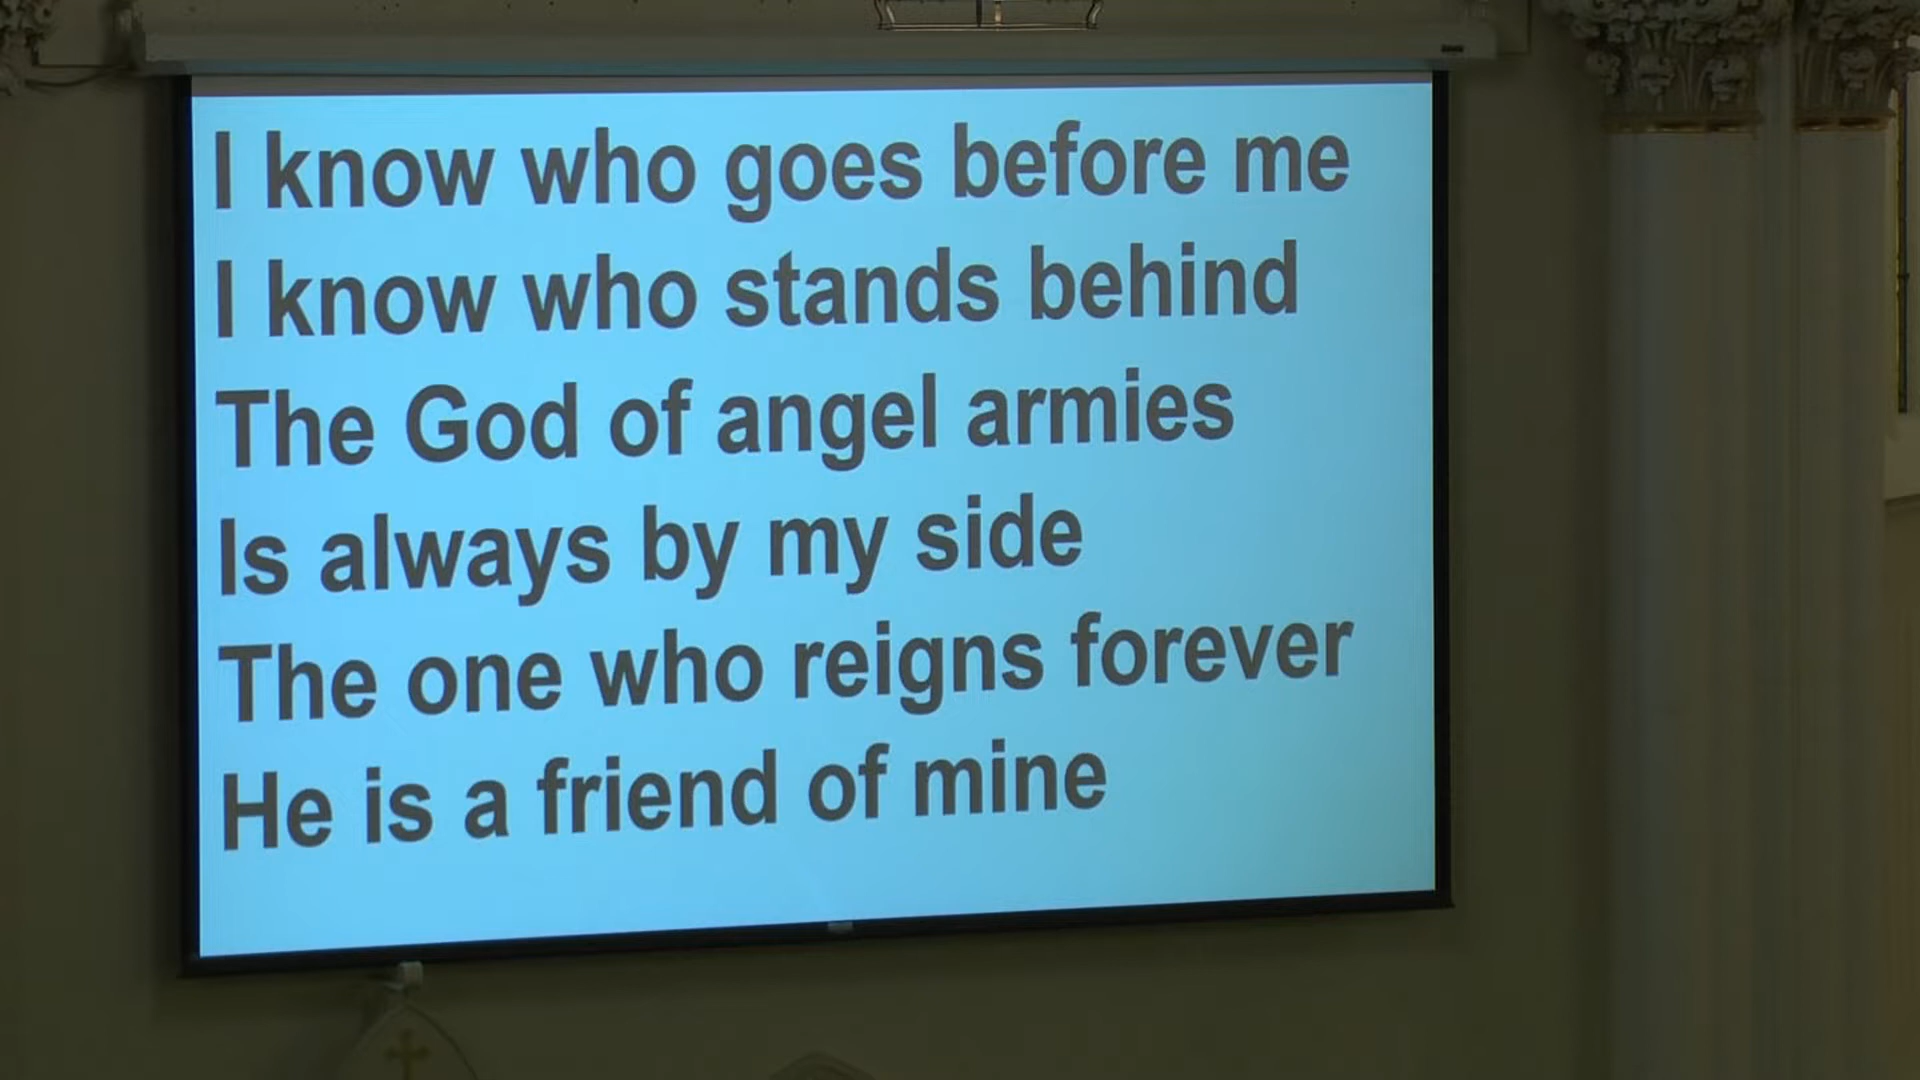 I know who goes before me
I know who stands behind
The God of angel armies
Is always by my side
The one who reigns forever
He is a friend of mine